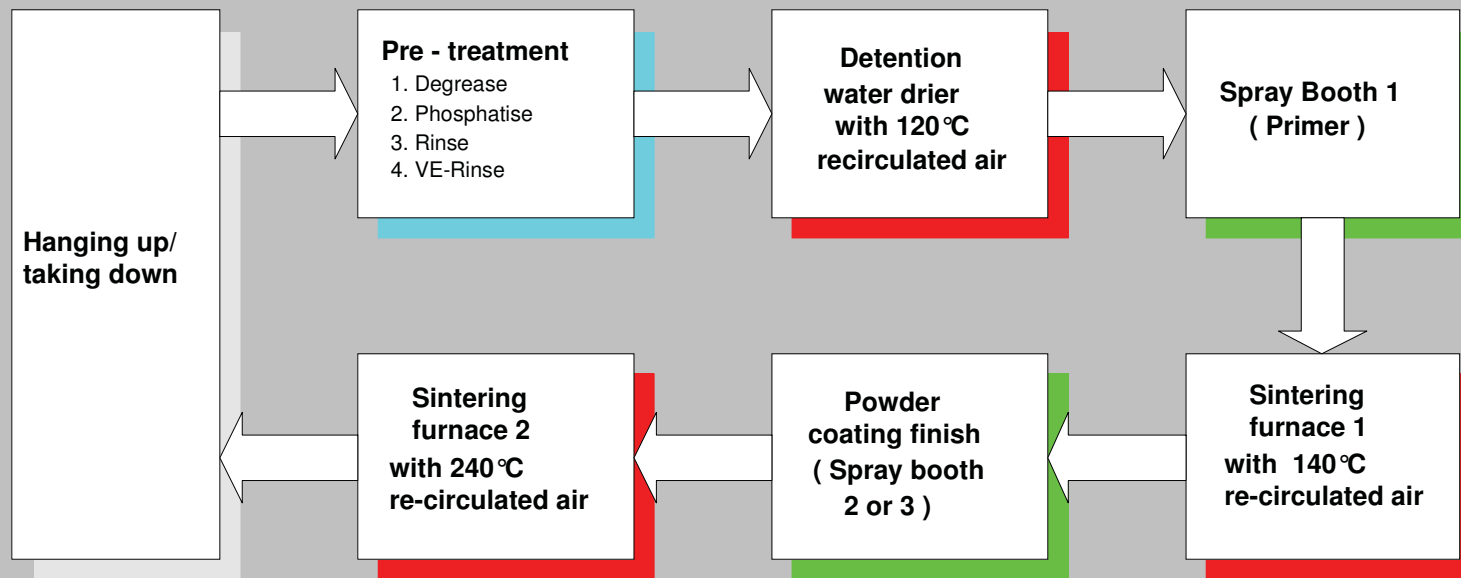 Hanging up/
taking down
Pre - treatment
1. Degrease
2. Phosphatise
3. Rinse
4. VE-Rinse
Detention
water drier
with 120°C
recirculated air
Spray Booth 1
( Primer )
Sintering
furnace 1
with 140°C
re-circulated air
Powder
coating finish
( Spray booth
2 or 3 )
Sintering
furnace 2
with 240°C
re-circulated air